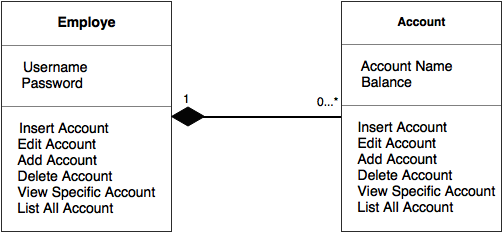 Employe
Username
Password
Insert Account
Edit Account
Add Account
Delete Account
View Specific Account
List All Account
1
0...*
Account
Account Name
Balance
Insert Account
Edit Account
Add Account
Delete Account
View Specific Account
List All Account